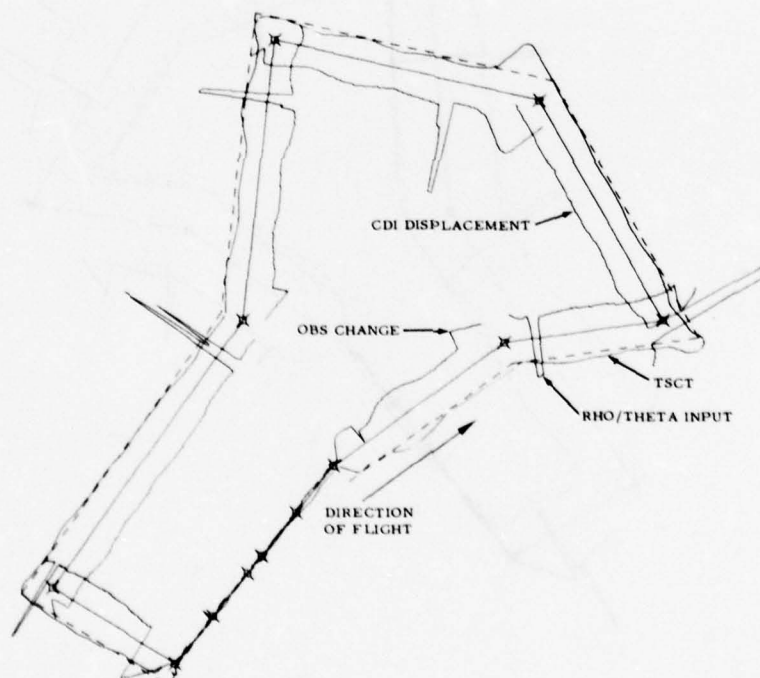 CDI DISPLACEMENT
OBS CHANGE
TSCT
RHO/THETA INPUT
DIRECTION
OF FLIGHT